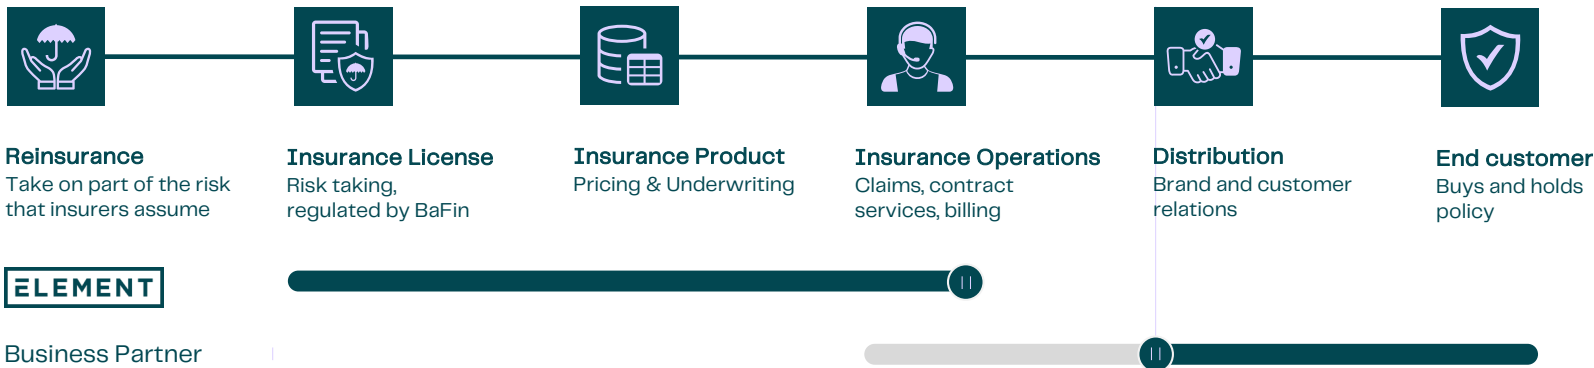 Reinsurance
Take on part of the risk
that insurers assume
Insurance License
Risk taking,
regulated by BaFin
Insurance Product
Pricing & Underwriting
Insurance Operations
Claims, contract
services, billing
Distribution
Brand and customer
relations
End customer
Buys and holds
policy
ELEMENT
Business Partner